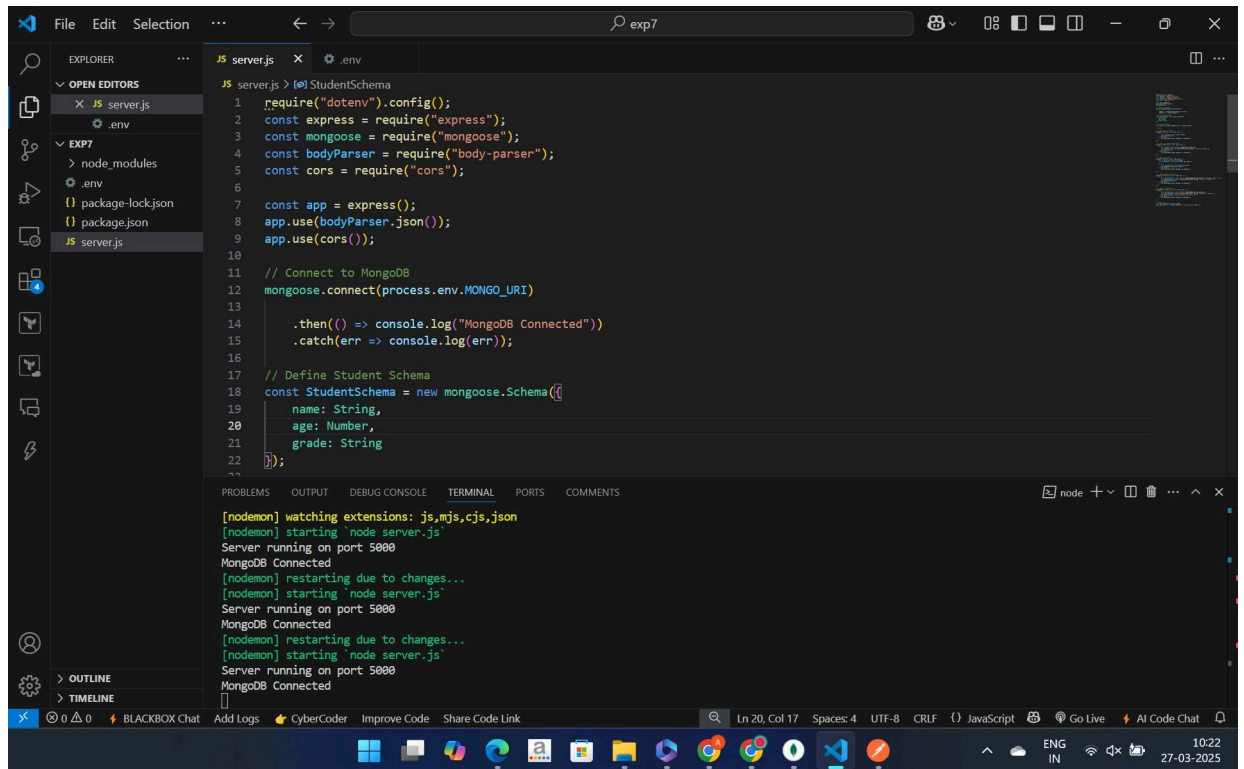 File Edit Selection ··· exp7
EXPLORER ···
OPEN EDITORS
JS server.js
.env
EXP7
node_modules
.env
{} package-lock.json
{} package.json
JS server.js
OUTLINE
TIMELINE
JS server.js .env
JS server.js > StudentSchema
1 require("dotenv").config();
2 const express = require("express");
3 const mongoose = require("mongoose");
4 const bodyParser = require("body-parser");
5 const cors = require("cors");
6
7 const app = express();
8 app.use(bodyParser.json());
9 app.use(cors());
10
11 // Connect to MongoDB
12 mongoose.connect(process.env.MONGO_URI)
13
14 .then(() => console.log("MongoDB Connected"))
15 .catch(err => console.log(err));
16
17 // Define Student Schema
18 const StudentSchema = new mongoose.Schema({
19 name: String,
20 age: Number,
21 grade: String
22 });
PROBLEMS OUTPUT DEBUG CONSOLE TERMINAL PORTS COMMENTS node
[nodemon] watching extensions: js,mjs,cjs,json
[nodemon] starting `node server.js`
Server running on port 5000
MongoDB Connected
[nodemon] restarting due to changes...
[nodemon] starting `node server.js`
Server running on port 5000
MongoDB Connected
[nodemon] restarting due to changes...
[nodemon] starting `node server.js`
Server running on port 5000
MongoDB Connected
0 0 BLACKBOX Chat Add Logs CyberCoder Improve Code Share Code Link Ln 20, Col 17 Spaces: 4 UTF-8 CRLF {} JavaScript Go Live AI Code Chat
ENG
IN
10:22
27-03-2025